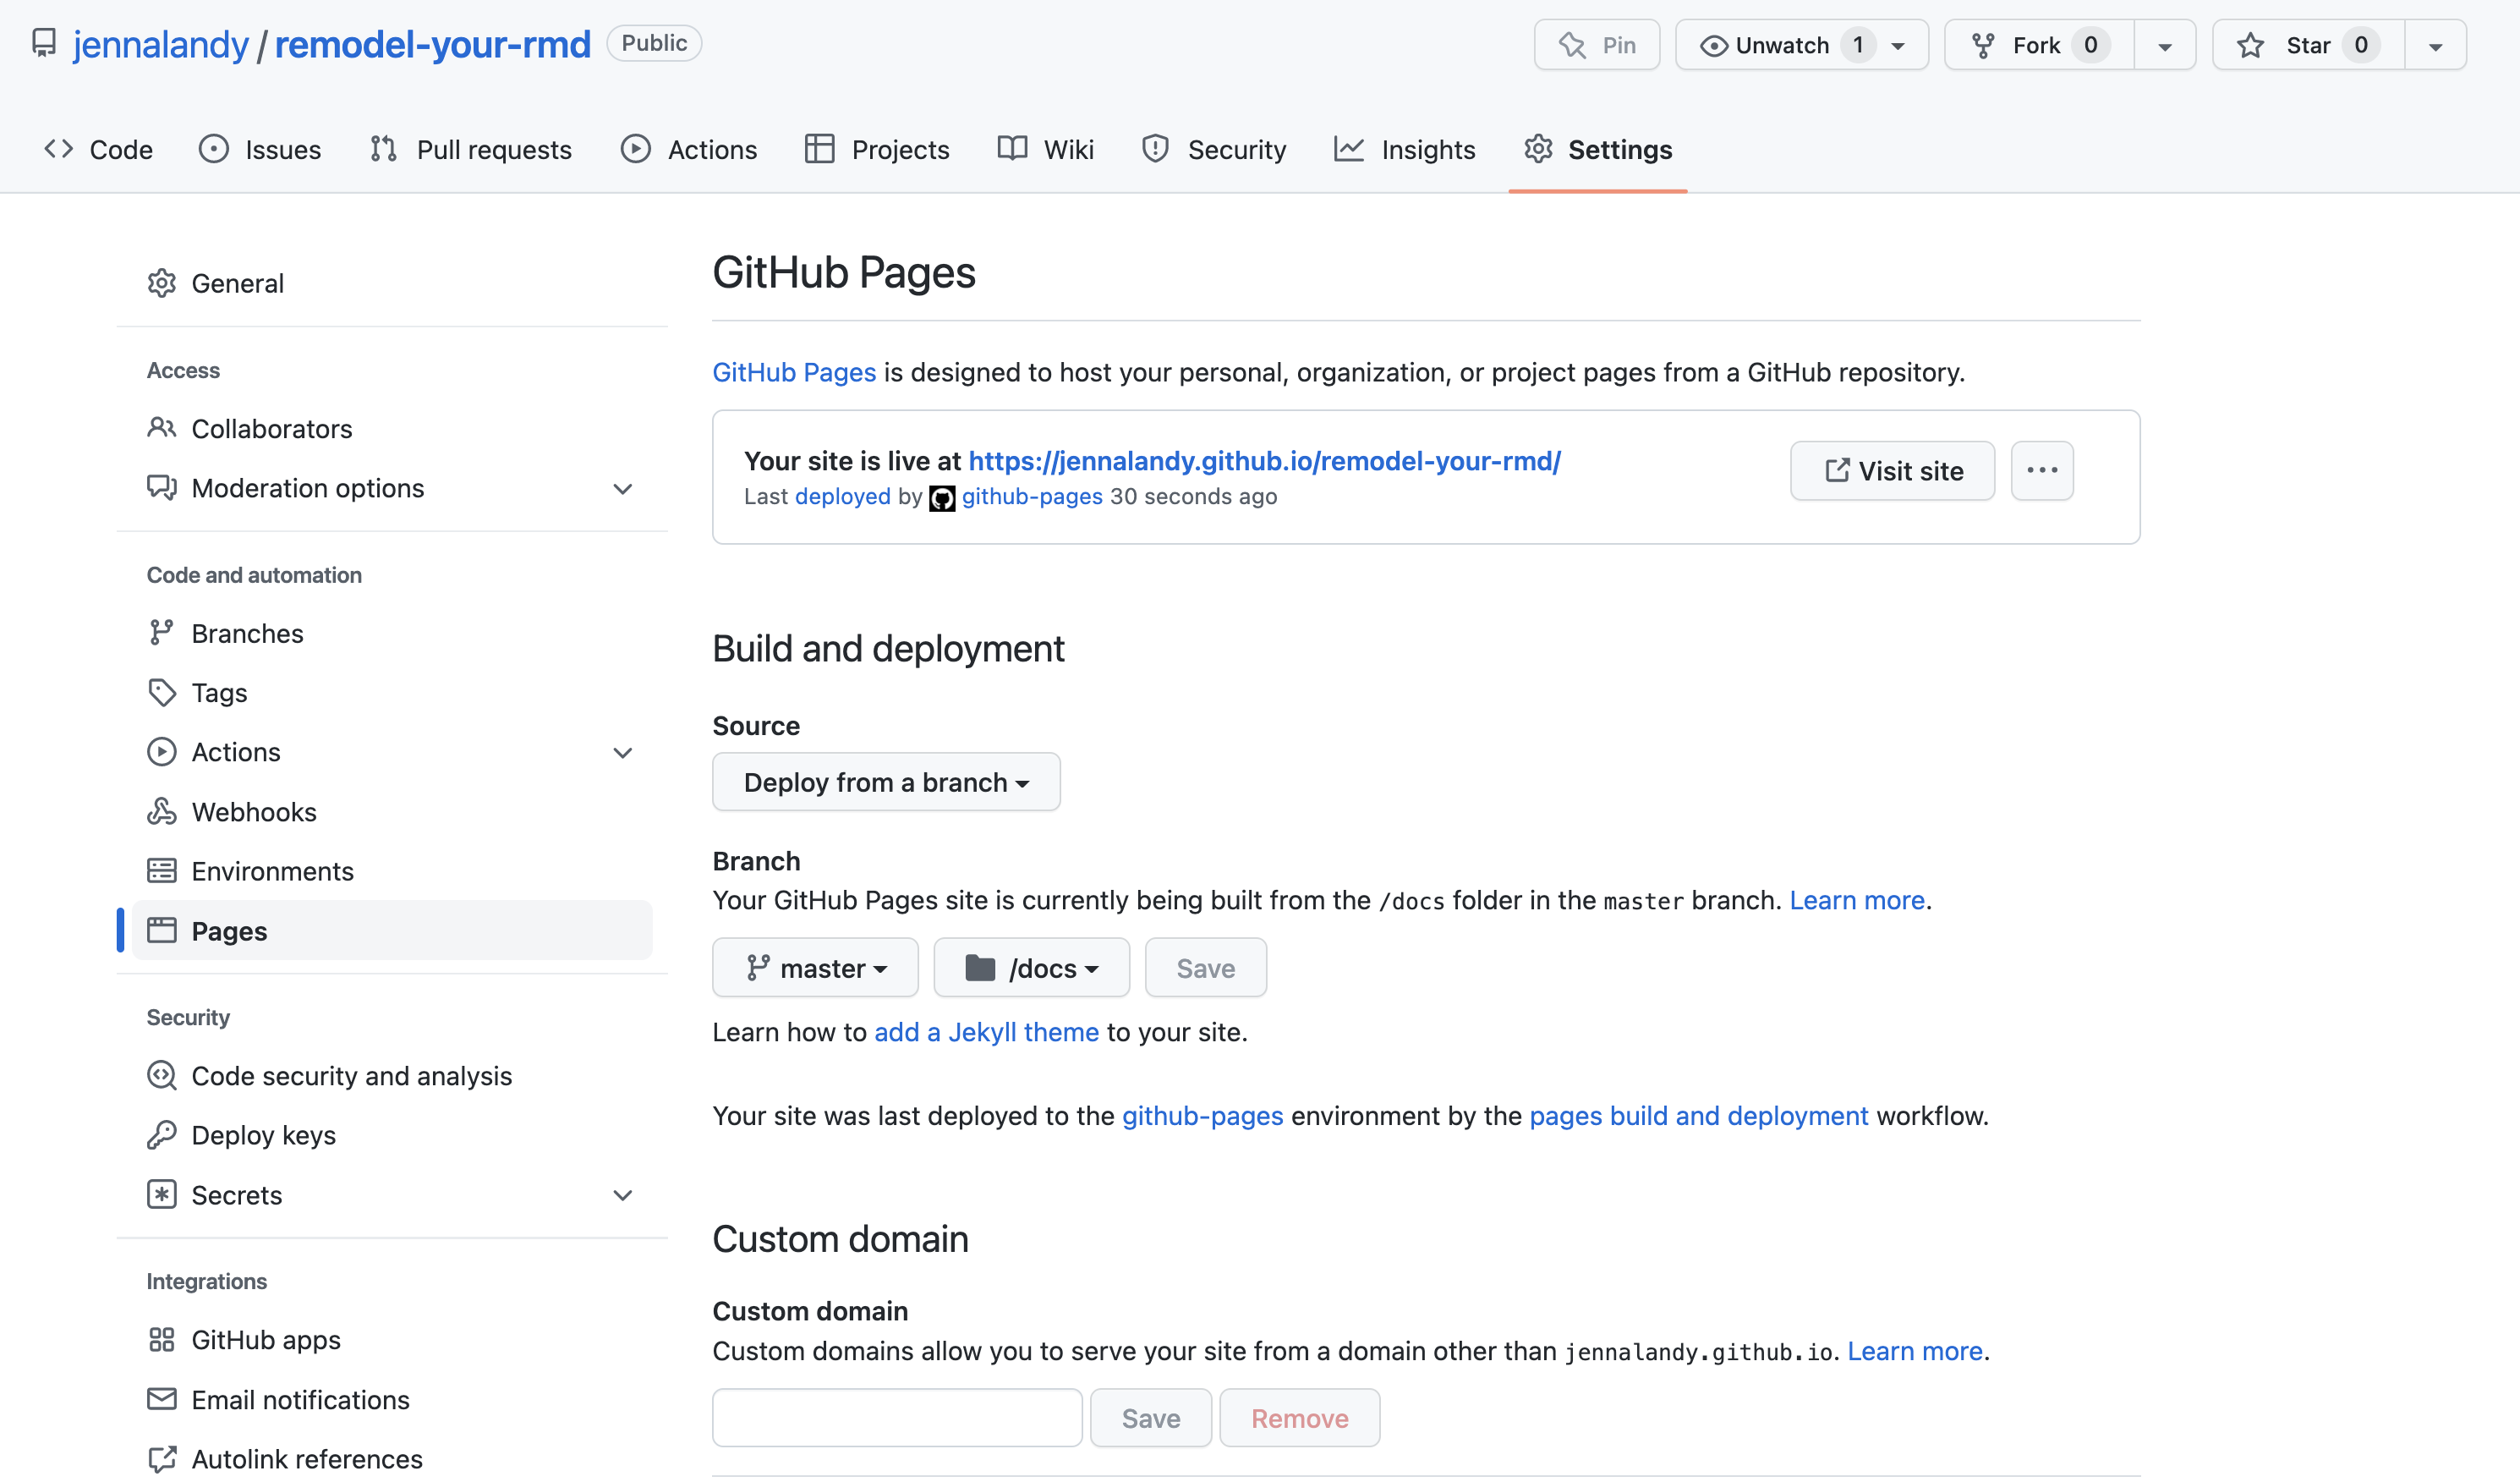 jennalandy / remodel-your-rmd Public
Pin
Unwatch 1
Fork 0
Star 0
Code
Issues
Pull requests
Actions
Projects
Wiki
Security
Insights
Settings
General
Access
Collaborators
Moderation options
Code and automation
Branches
Tags
Actions
Webhooks
Environments
Pages
Security
Code security and analysis
Deploy keys
Secrets
Integrations
GitHub apps
Email notifications
Autolink references
GitHub Pages
GitHub Pages is designed to host your personal, organization, or project pages from a GitHub repository.
Your site is live at https://jennalandy.github.io/remodel-your-rmd/
Last deployed by github-pages 30 seconds ago
Visit site
Build and deployment
Source
Deploy from a branch
Branch
Your GitHub Pages site is currently being built from the /docs folder in the master branch. Learn more.
master
/docs
Save
Learn how to add a Jekyll theme to your site.
Your site was last deployed to the github-pages environment by the pages build and deployment workflow.
Custom domain
Custom domain
Custom domains allow you to serve your site from a domain other than jennalandy.github.io. Learn more.
Save
Remove